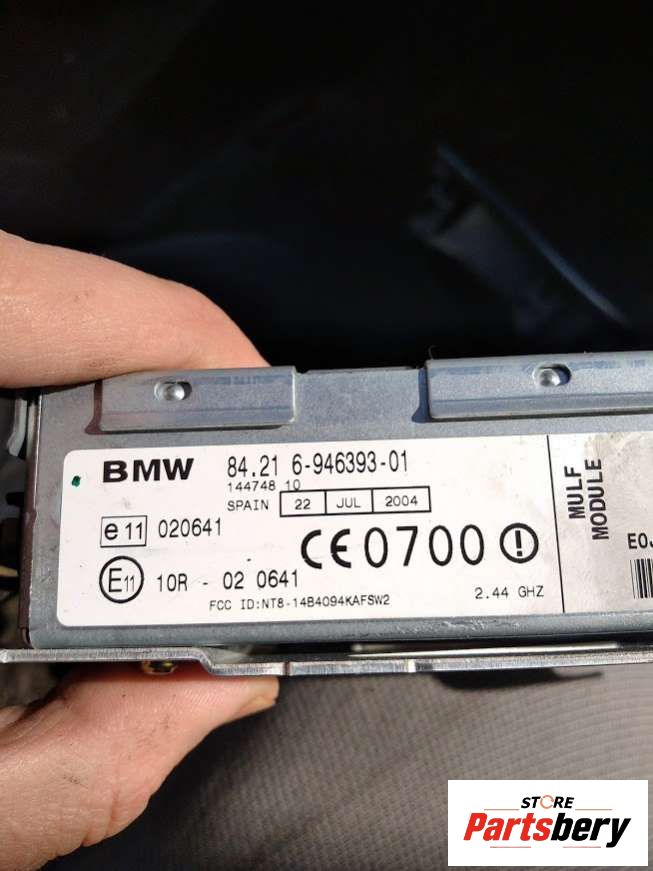 BMW 84.21 6-946393-01
144748 10
SPAIN 22 JUL 2004
e11 020641
CE0700
E11 10R - 02 0641
FCC ID:NT8-14B4094KAFSW2
2.44 GHZ
MULF
MODULE
STORE
Partsbery